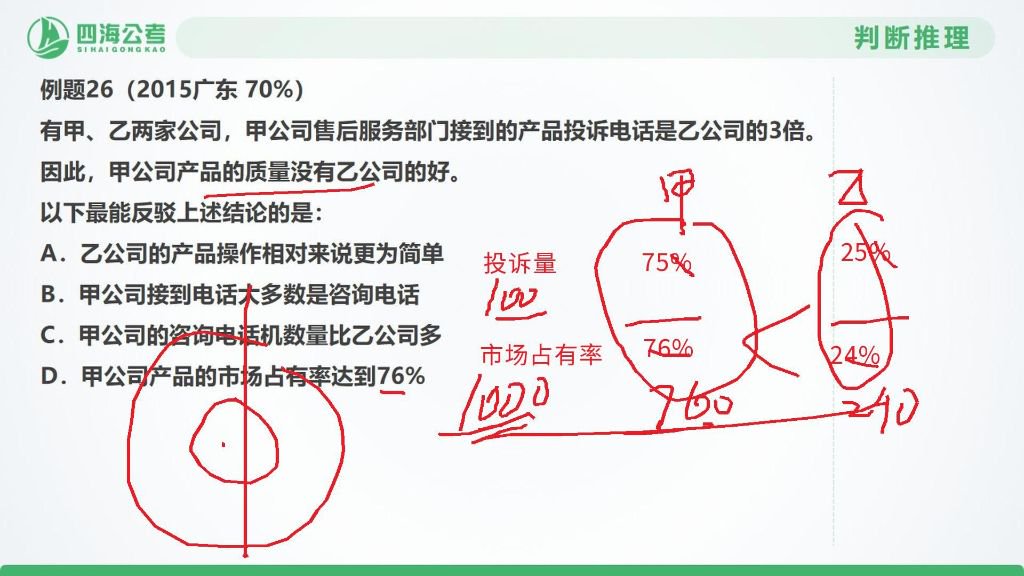 四海公考
SIHAIGONGKAO
判断推理
例题26（2015广东 70%）
有甲、乙两家公司，甲公司售后服务部门接到的产品投诉电话是乙公司的3倍。
因此，甲公司产品的质量没有乙公司的好。
以下最能反驳上述结论的是：
A．乙公司的产品操作相对来说更为简单
B．甲公司接到电话大多数是咨询电话
C．甲公司的咨询电话机数量比乙公司多
D．甲公司产品的市场占有率达到76%
甲 乙
投诉量 75% 25%
100
市场占有率 76% 24%
1000 760 240